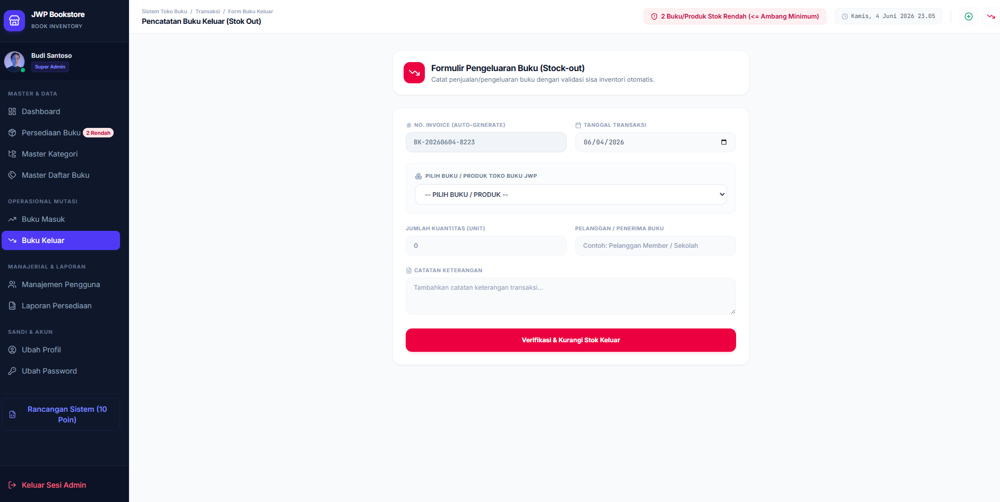 JWP Bookstore
BOOK INVENTORY
Budi Santoso
Super Admin
MASTER & DATA
Dashboard
Persediaan Buku 2 Rendah
Master Kategori
Master Daftar Buku
OPERASIONAL MUTASI
Buku Masuk
Buku Keluar
MANAJERIAL & LAPORAN
Manajemen Pengguna
Laporan Persediaan
SANDI & AKUN
Ubah Profil
Ubah Password
Rancangan Sistem (10
Poin)
Keluar Sesi Admin
Sistem Toko Buku / Transaksi / Form Buku Keluar
Pencatatan Buku Keluar (Stok Out)
2 Buku/Produk Stok Rendah (<= Ambang Minimum)
Kamis, 4 Juni 2026 23.05
Formulir Pengeluaran Buku (Stock-out)
Catat penjualan/pengeluaran buku dengan validasi sisa inventori otomatis.
NO. INVOICE (AUTO-GENERATE)
BK-20260604-8223
TANGGAL TRANSAKSI
06/04/2026
PILIH BUKU / PRODUK TOKO BUKU JWP
-- PILIH BUKU / PRODUK --
JUMLAH KUANTITAS (UNIT)
0
PELANGGAN / PENERIMA BUKU
Contoh: Pelanggan Member / Sekolah
CATATAN KETERANGAN
Tambahkan catatan keterangan transaksi...
Verifikasi & Kurangi Stok Keluar